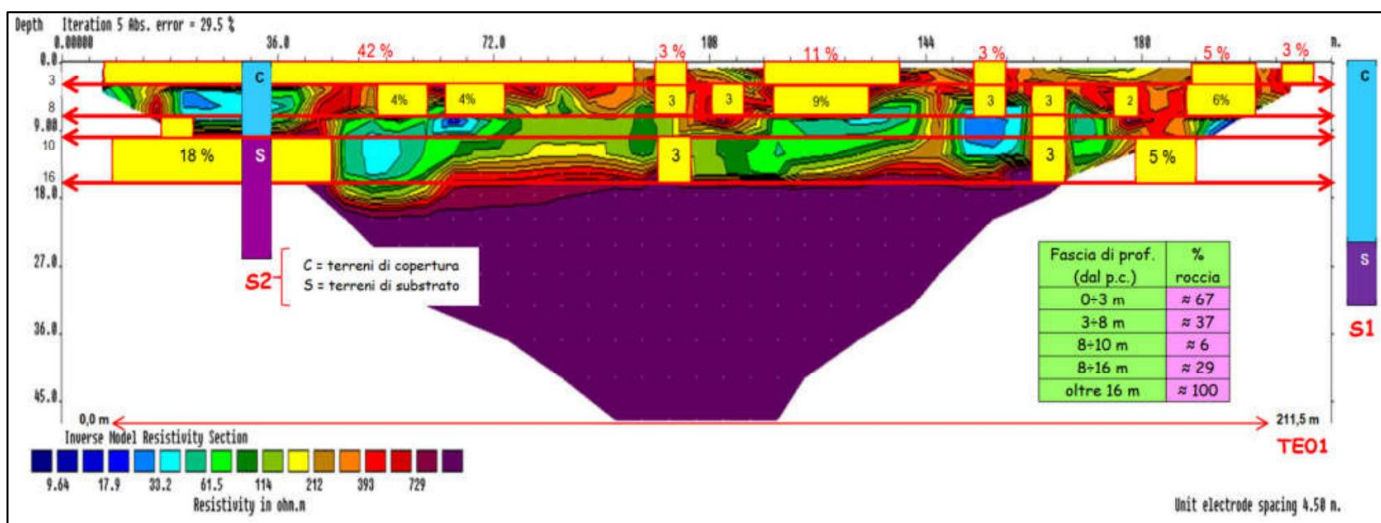 Depth Iteration 5 Abs. error = 29.5 %
0.00000 36.0 72.0 108 144 180 m.
42 % 3 % 11 % 3 % 5 % 3 %
0.0
3
8
9.00
10
16
18.0
27.0
36.0
45.0
C
S
4% 4% 3 3 9% 3 3 2 6%
18 % 3 3 5 %
C
S
S2
C = terreni di copertura
S = terreni di substrato
S1
Fascia di prof. (dal p.c.) % roccia
0÷3 m ≈ 67
3÷8 m ≈ 37
8÷10 m ≈ 6
8÷16 m ≈ 29
oltre 16 m ≈ 100
0,0 m 211,5 m
TEO1
Inverse Model Resistivity Section
9.64 17.9 33.2 61.5 114 212 393 729
Resistivity in ohm.m
Unit electrode spacing 4.50 m.